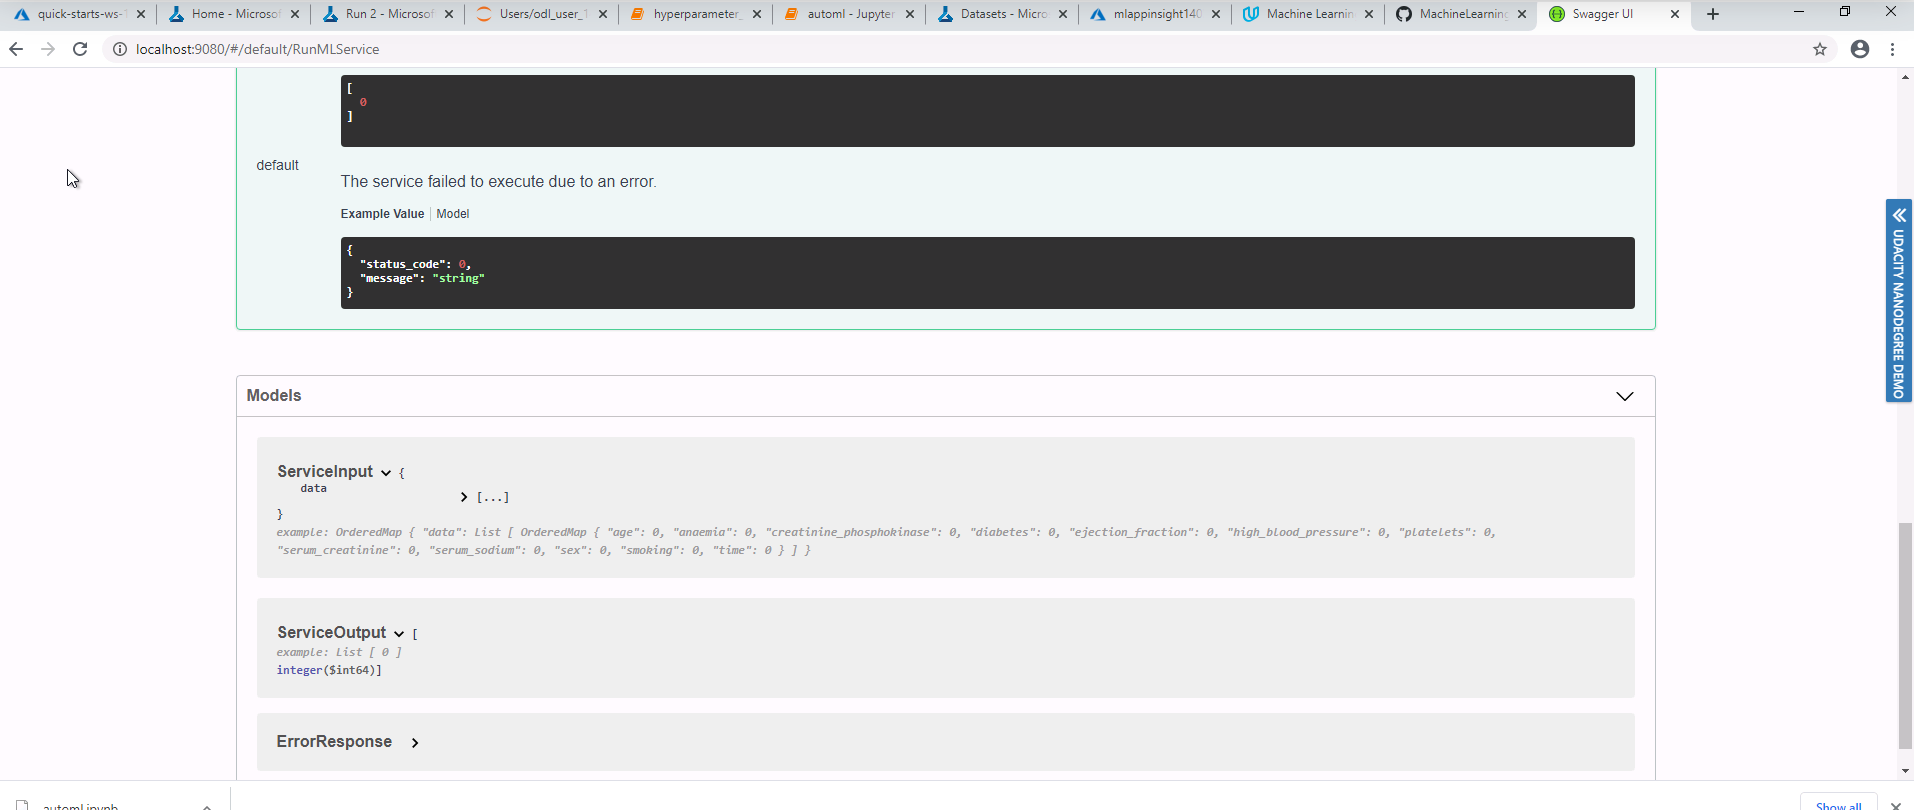 quick-starts-ws-1
Home - Microsof
Run 2 - Microsof
Users/odl_user_1
hyperparameter_
automl - Jupyter
Datasets - Micro
mlappinsight140
Machine Learnin
MachineLearning
Swagger UI
localhost:9080/#/default/RunMLService
[
0
]
default
The service failed to execute due to an error.
Example Value | Model
{
"status_code": 0,
"message": "string"
}
UDACITY NANODEGREE DEMO
Models
ServiceInput {
data
[...]
}
example: OrderedMap { "data": List [ OrderedMap { "age": 0, "anaemia": 0, "creatinine_phosphokinase": 0, "diabetes": 0, "ejection_fraction": 0, "high_blood_pressure": 0, "platelets": 0,
"serum_creatinine": 0, "serum_sodium": 0, "sex": 0, "smoking": 0, "time": 0 } ] }
ServiceOutput [
example: List [ 0 ]
integer($int64)]
ErrorResponse
automl.ipynb
Show all